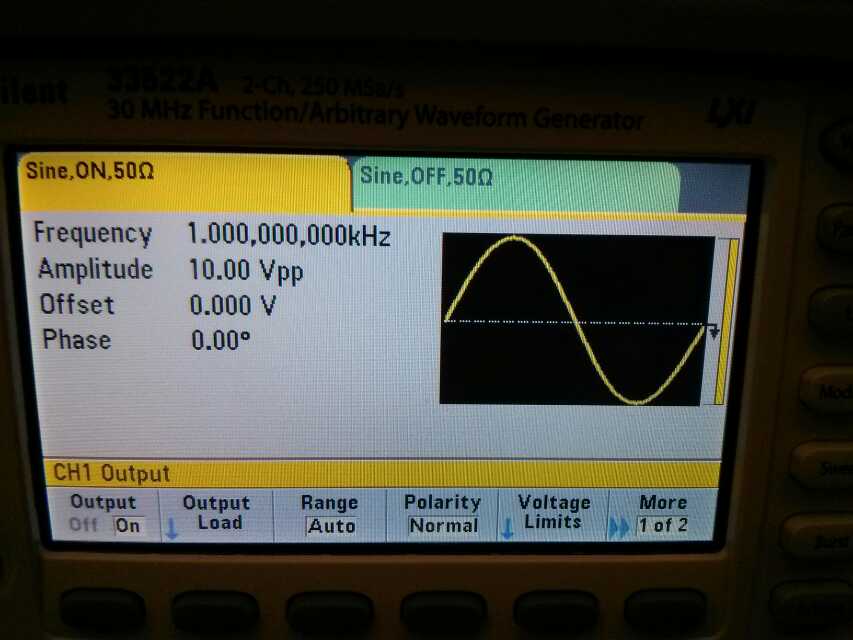 33622A 2-Ch, 250 MSa/s
30 MHz Function/Arbitrary Waveform Generator
LXI
Sine,ON,50Ω
Sine,OFF,50Ω
Frequency 1.000,000,000kHz
Amplitude 10.00 Vpp
Offset 0.000 V
Phase 0.00°
CH1 Output
Output Off On
Output Load
Range Auto
Polarity Normal
Voltage Limits
More 1 of 2